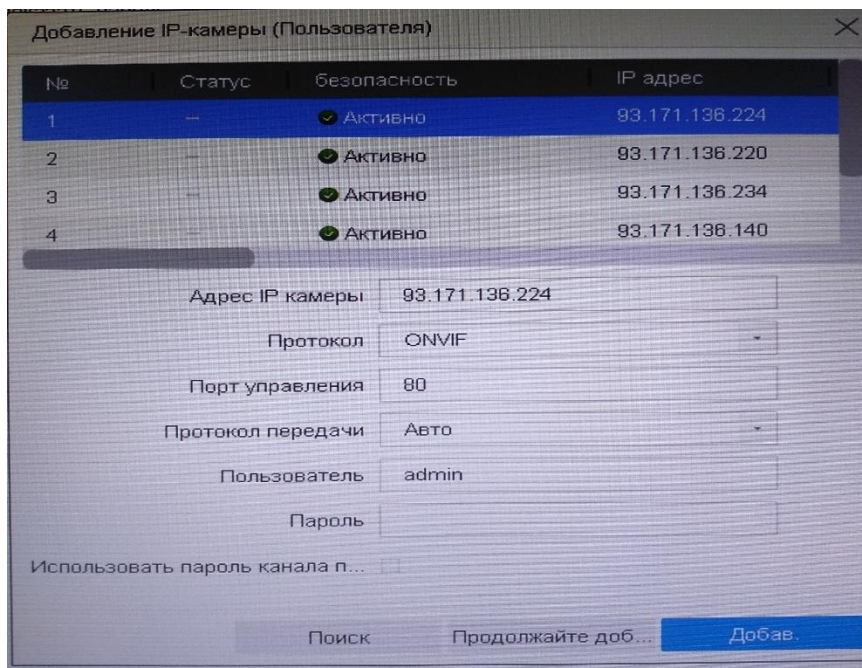 Добавление IP-камеры (Пользователя)
№ Статус безопасность IP адрес
1 — Активно 93.171.136.224
2 — Активно 93.171.136.220
3 — Активно 93.171.136.234
4 — Активно 93.171.136.140
Адрес IP камеры 93.171.136.224
Протокол ONVIF
Порт управления 80
Протокол передачи Авто
Пользователь admin
Пароль
Использовать пароль канала п...
Поиск Продолжайте доб... Добав.